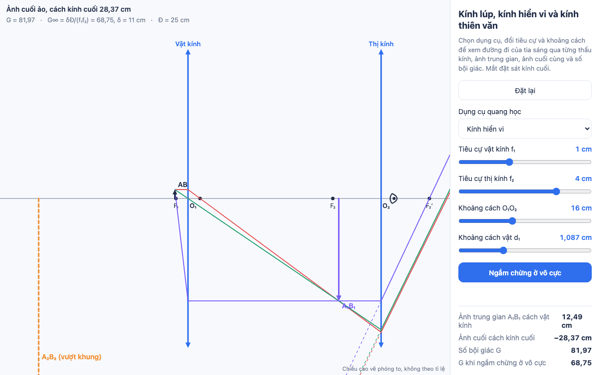 Ảnh cuối ảo, cách kính cuối 28,37 cm
G = 81,97 · G∞ = δĐ/(f₁f₂) = 68,75, δ = 11 cm · Đ = 25 cm
Vật kính
Thị kính
AB
F₁
O₁
F₂
O₂
F₂′
A₁B₁
A₂B₂ (vượt khung)
Chiều cao vẽ phóng to, không theo tỉ lệ
Kính lúp, kính hiển vi và kính
thiên văn
Chọn dụng cụ, đổi tiêu cự và khoảng cách
để xem đường đi của tia sáng qua từng thấu
kính, ảnh trung gian, ảnh cuối cùng và số
bội giác. Mắt đặt sát kính cuối.
Đặt lại
Dụng cụ quang học
Kính hiển vi
Tiêu cự vật kính f₁ 1 cm
Tiêu cự thị kính f₂ 4 cm
Khoảng cách O₁O₂ 16 cm
Khoảng cách vật d₁ 1,087 cm
Ngắm chừng ở vô cực
Ảnh trung gian A₁B₁ cách vật
kính
12,49
cm
Ảnh cuối cách kính cuối −28,37 cm
Số bội giác G 81,97
G khi ngắm chừng ở vô cực 68,75